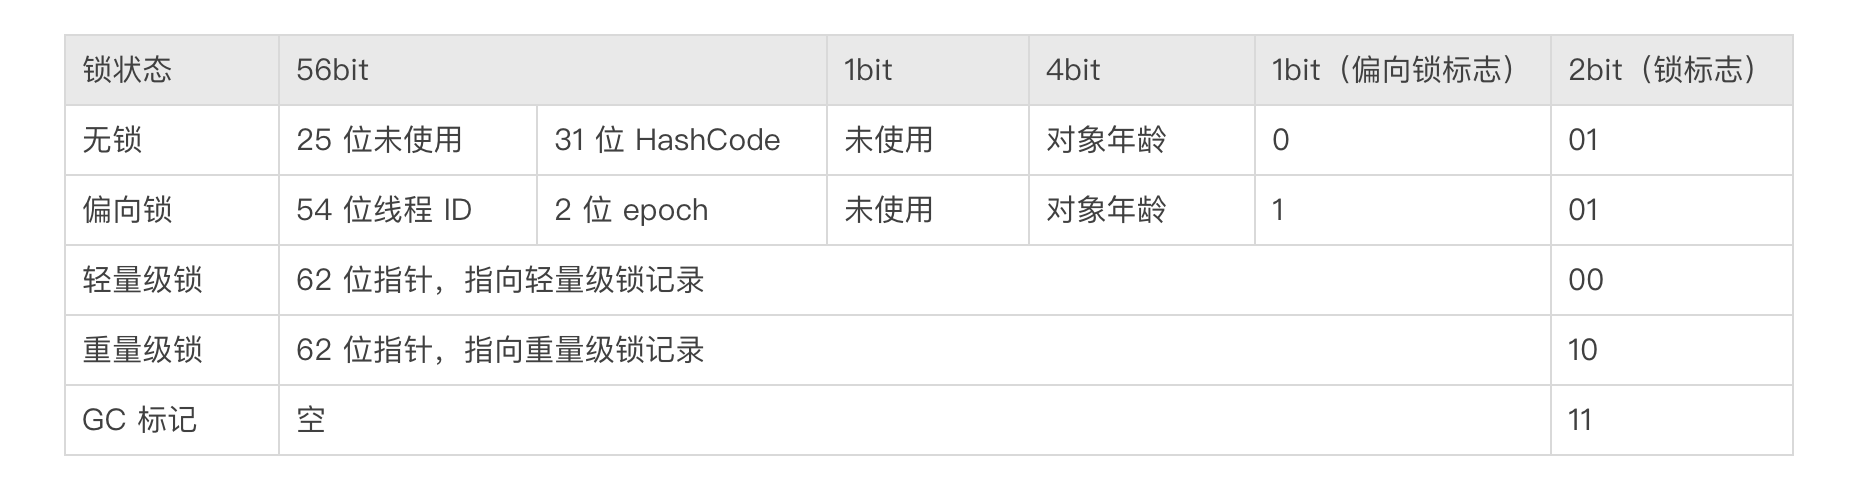 锁状态 56bit 1bit 4bit 1bit（偏向锁标志） 2bit（锁标志）
无锁 25 位未使用 31 位 HashCode 未使用 对象年龄 0 01
偏向锁 54 位线程 ID 2 位 epoch 未使用 对象年龄 1 01
轻量级锁 62 位指针，指向轻量级锁记录 00
重量级锁 62 位指针，指向重量级锁记录 10
GC 标记 空 11